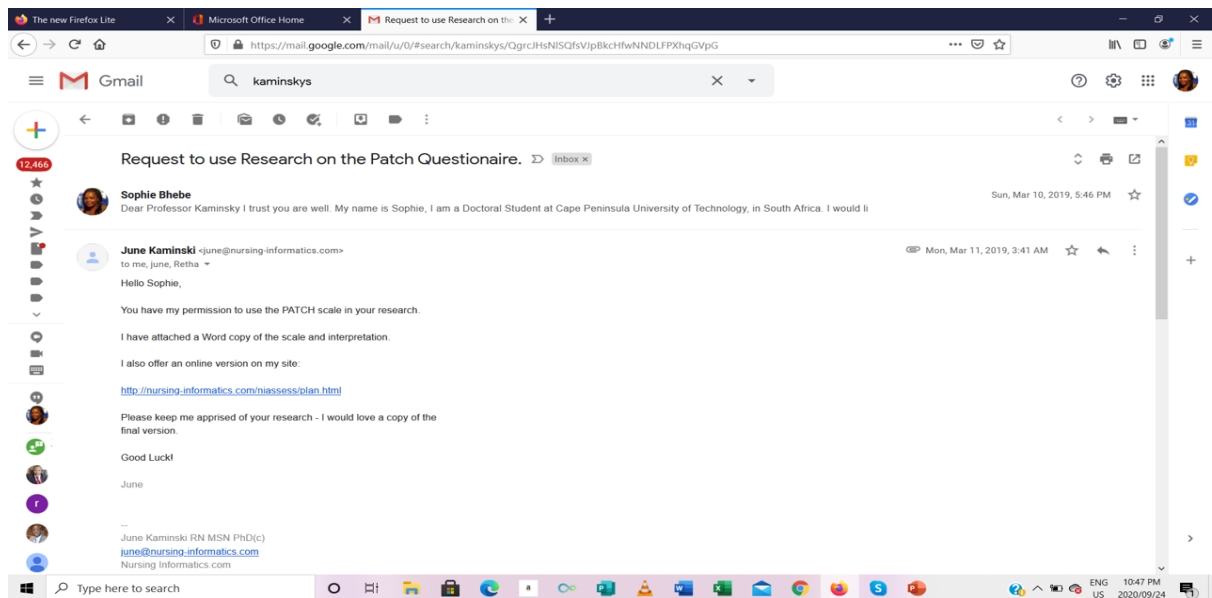 The new Firefox Lite
Microsoft Office Home
Request to use Research on the
https://mail.google.com/mail/u/0/#search/kaminskys/QgrcJHsNlSQfsVJpBkcHfwNNDLFPXhqGVpG
Gmail
kaminskys
12,466
Request to use Research on the Patch Questionaire.
Inbox ×
31
Sophie Bhebe
Sun, Mar 10, 2019, 5:46 PM
Dear Professor Kaminsky I trust you are well. My name is Sophie, I am a Doctoral Student at Cape Peninsula University of Technology, in South Africa. I would li
June Kaminski <june@nursing-informatics.com>
Mon, Mar 11, 2019, 3:41 AM
to me, june, Retha
Hello Sophie,
You have my permission to use the PATCH scale in your research.
I have attached a Word copy of the scale and interpretation.
I also offer an online version on my site:
http://nursing-informatics.com/niassess/plan.html
Please keep me apprised of your research - I would love a copy of the
final version.
Good Luck!
June
--
June Kaminski RN MSN PhD(c)
june@nursing-informatics.com
Nursing Informatics.com
r
Type here to search
ENG
US
10:47 PM
2020/09/24